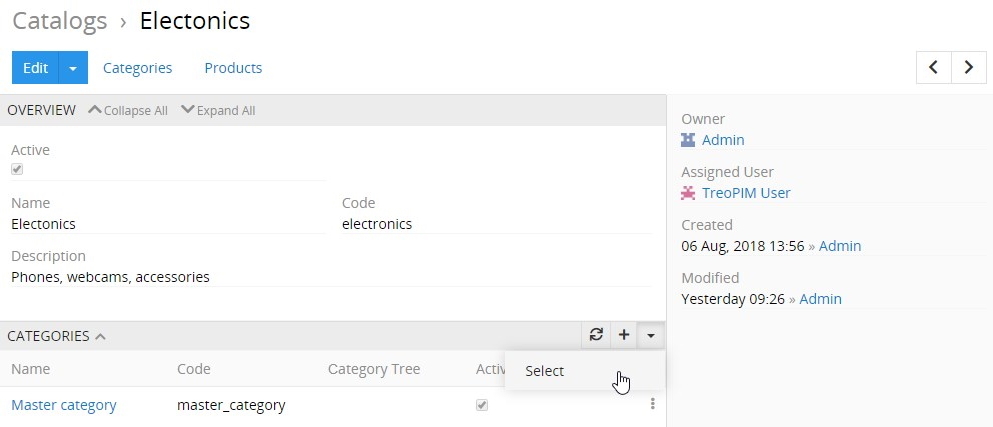 Catalogs › Electonics
Edit Categories Products
OVERVIEW Collapse All Expand All
Active
Name Code
Electonics electronics
Description
Phones, webcams, accessories
Owner
Admin
Assigned User
TreoPIM User
Created
06 Aug, 2018 13:56 » Admin
Modified
Yesterday 09:26 » Admin
CATEGORIES
Select
Name Code Category Tree Activ
Master category master_category